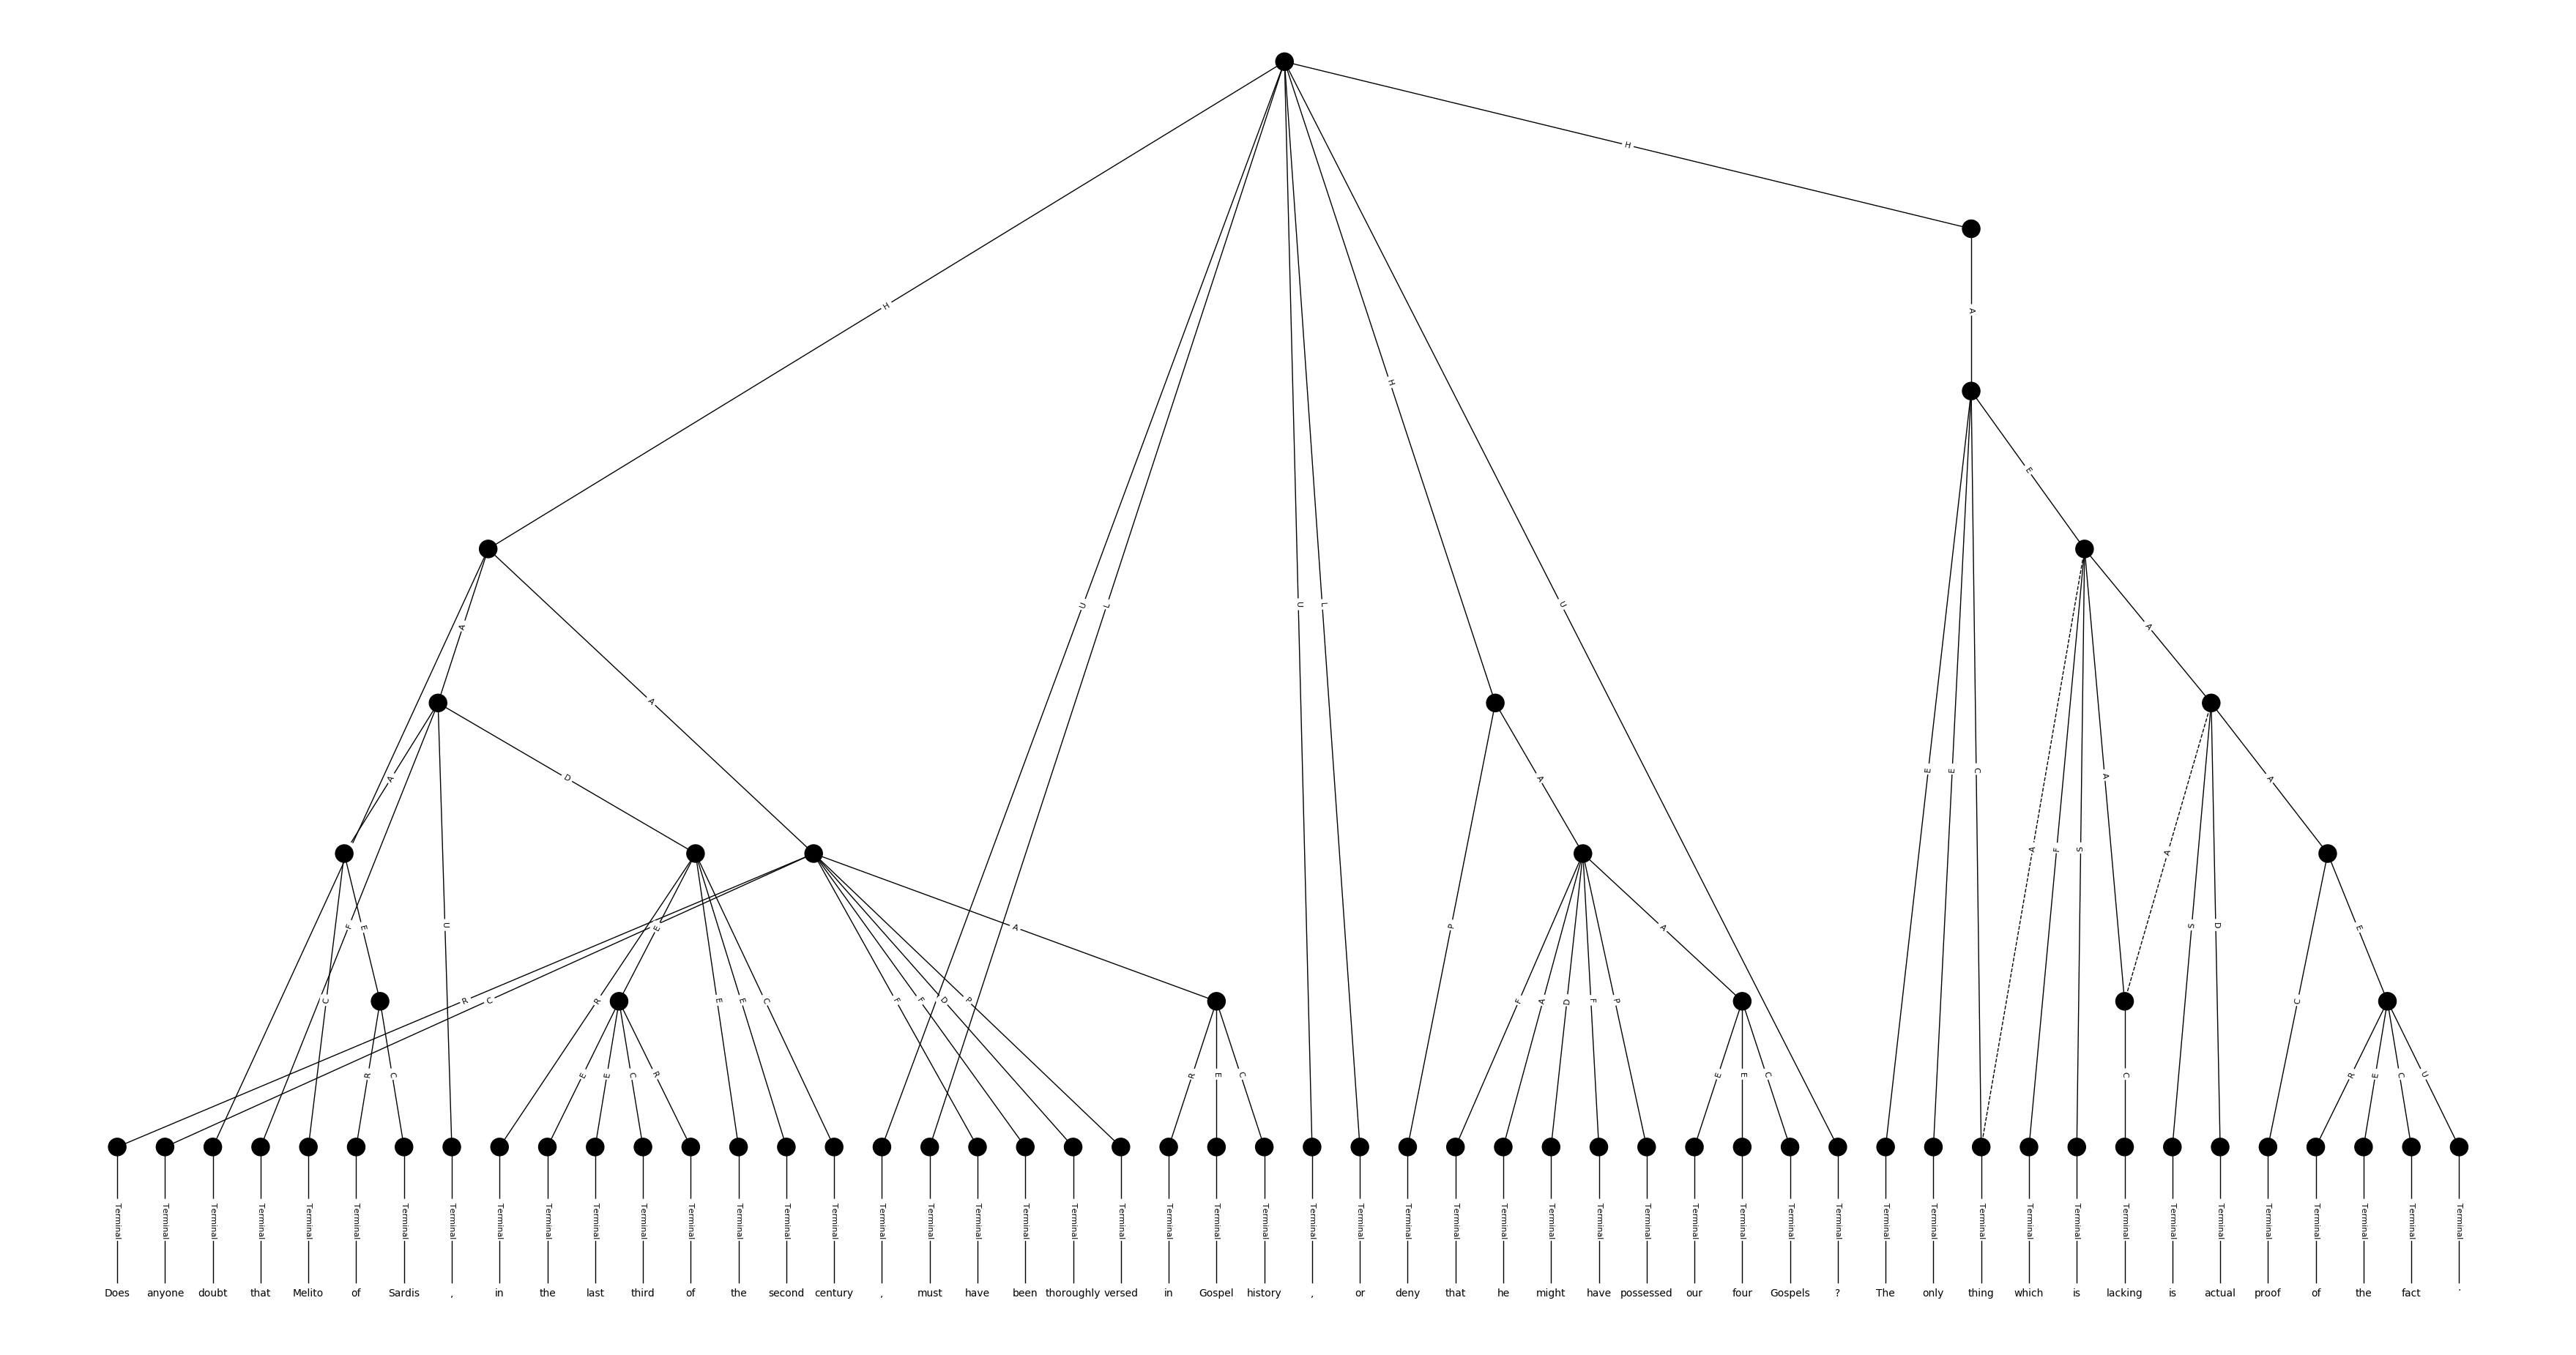 H
H
A
H
E
U
L
U
L
U
A
A
A
A
D
E
E
C
A
F
S
A
A
A
F
E
U
E
A
P
A
S
D
E
C
R
C
R
E
E
C
F
F
D
P
F
A
D
F
P
C
R
C
E
E
C
R
R
E
C
E
E
C
C
R
E
C
U
Terminal Terminal Terminal Terminal Terminal Terminal Terminal Terminal Terminal Terminal Terminal Terminal Terminal Terminal Terminal Terminal Terminal Terminal Terminal Terminal Terminal Terminal Terminal Terminal Terminal Terminal Terminal Terminal Terminal Terminal Terminal Terminal Terminal Terminal Terminal Terminal Terminal Terminal Terminal Terminal Terminal Terminal Terminal Terminal Terminal Terminal Terminal Terminal Terminal Terminal
Does anyone doubt that Melito of Sardis , in the last third of the second century , must have been thoroughly versed in Gospel history , or deny that he might have possessed our four Gospels ? The only thing which is lacking is actual proof of the fact .